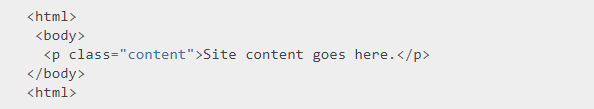 <html>
<body>
<p class="content">Site content goes here.</p>
</body>
<html>